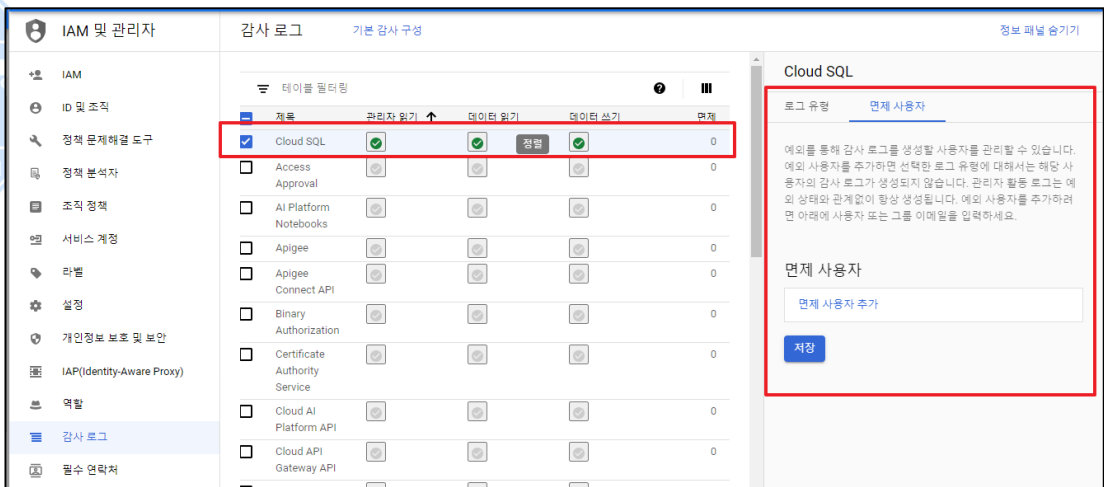 IAM 및 관리자
감사 로그
기본 감사 구성
정보 패널 숨기기
IAM
ID 및 조직
정책 문제해결 도구
정책 분석자
조직 정책
서비스 계정
라벨
설정
개인정보 보호 및 보안
IAP(Identity-Aware Proxy)
역할
감사 로그
필수 연락처
테이블 필터링
제목 관리자 읽기 데이터 읽기 데이터 쓰기 면제
Cloud SQL 정렬 0
Access 0
Approval
AI Platform 0
Notebooks
Apigee 0
Apigee 0
Connect API
Binary 0
Authorization
Certificate 0
Authority
Service
Cloud AI 0
Platform API
Cloud API 0
Gateway API
Cloud SQL
로그 유형 면제 사용자
예외를 통해 감사 로그를 생성할 사용자를 관리할 수 있습니다.
예외 사용자를 추가하면 선택한 로그 유형에 대해서는 해당 사
용자의 감사 로그가 생성되지 않습니다. 관리자 활동 로그는 예
외 상태와 관계없이 항상 생성됩니다. 예외 사용자를 추가하려
면 아래에 사용자 또는 그룹 이메일을 입력하세요.
면제 사용자
면제 사용자 추가
저장